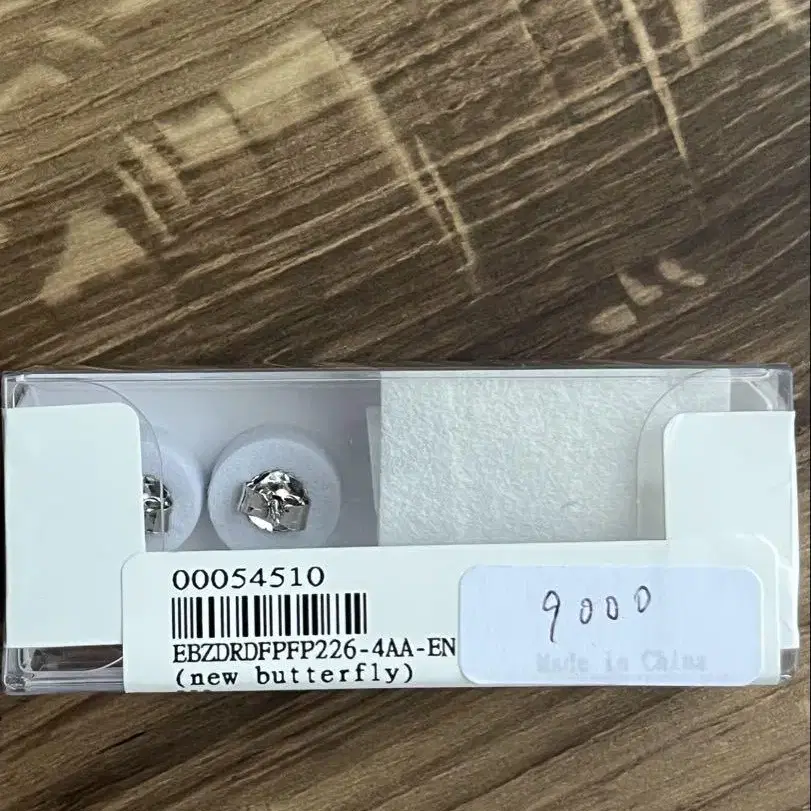 00054510
EBZDRDFPFP226-4AA-EN
(new butterfly)
9000
Made in China